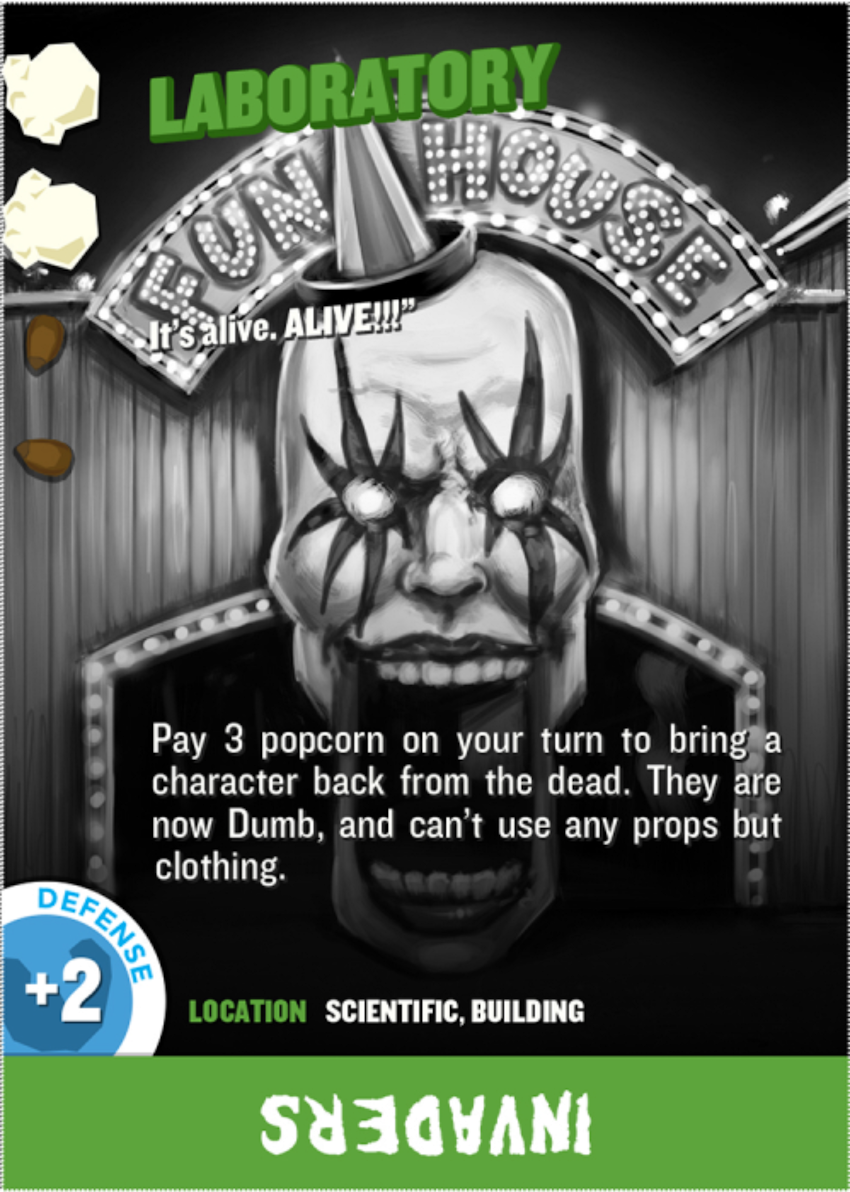 LABORATORY
FUN HOUSE
It's alive. ALIVE!!!"
Pay 3 popcorn on your turn to bring a
character back from the dead. They are
now Dumb, and can't use any props but
clothing.
DEFENSE
+2
LOCATION SCIENTIFIC, BUILDING
INVADERS